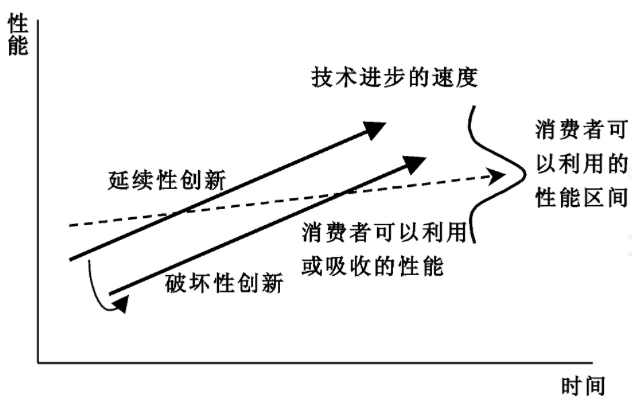 性能
技术进步的速度
消费者可
以利用的
性能区间
延续性创新
消费者可以利用
或吸收的性能
破坏性创新
时间